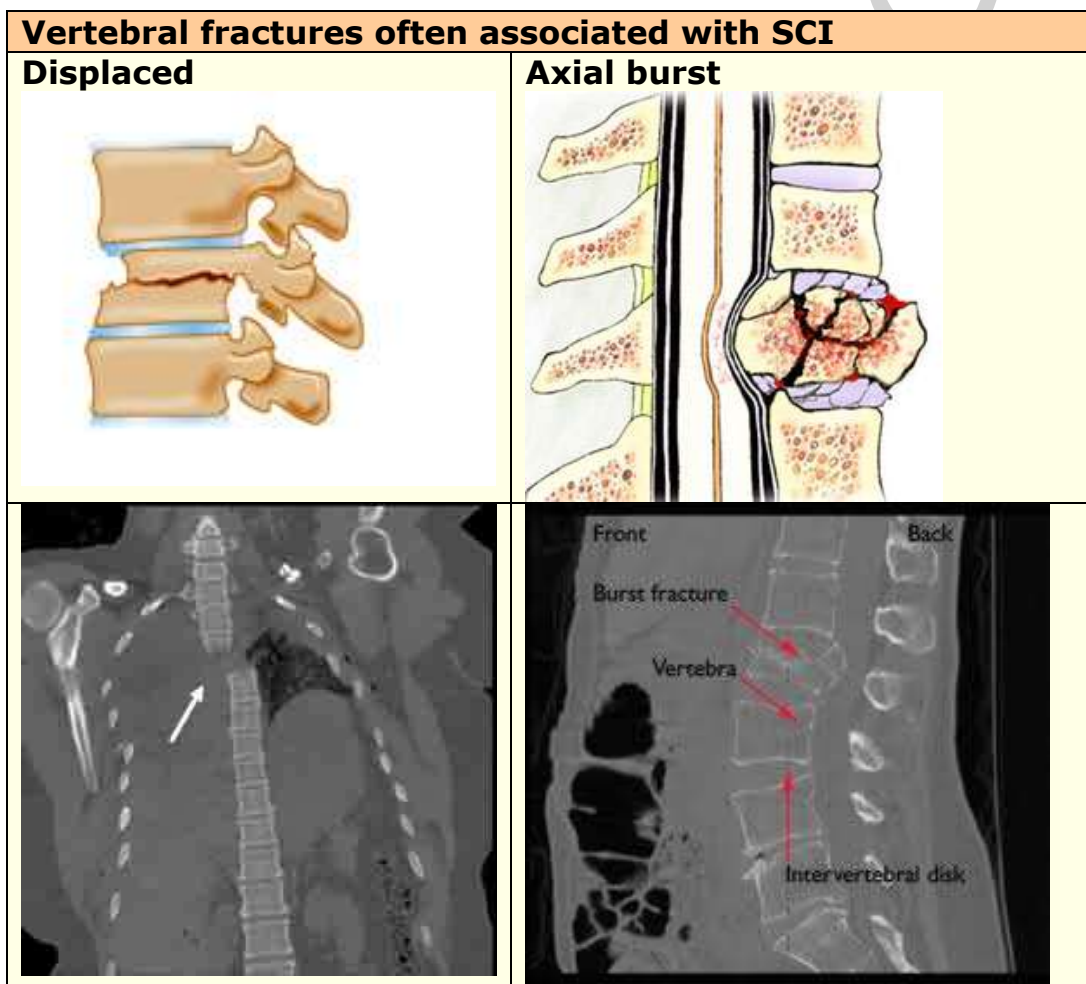 Vertebral fractures often associated with SCI
Displaced
Axial burst
Front
Back
Burst fracture
Vertebra
Intervertebral disk